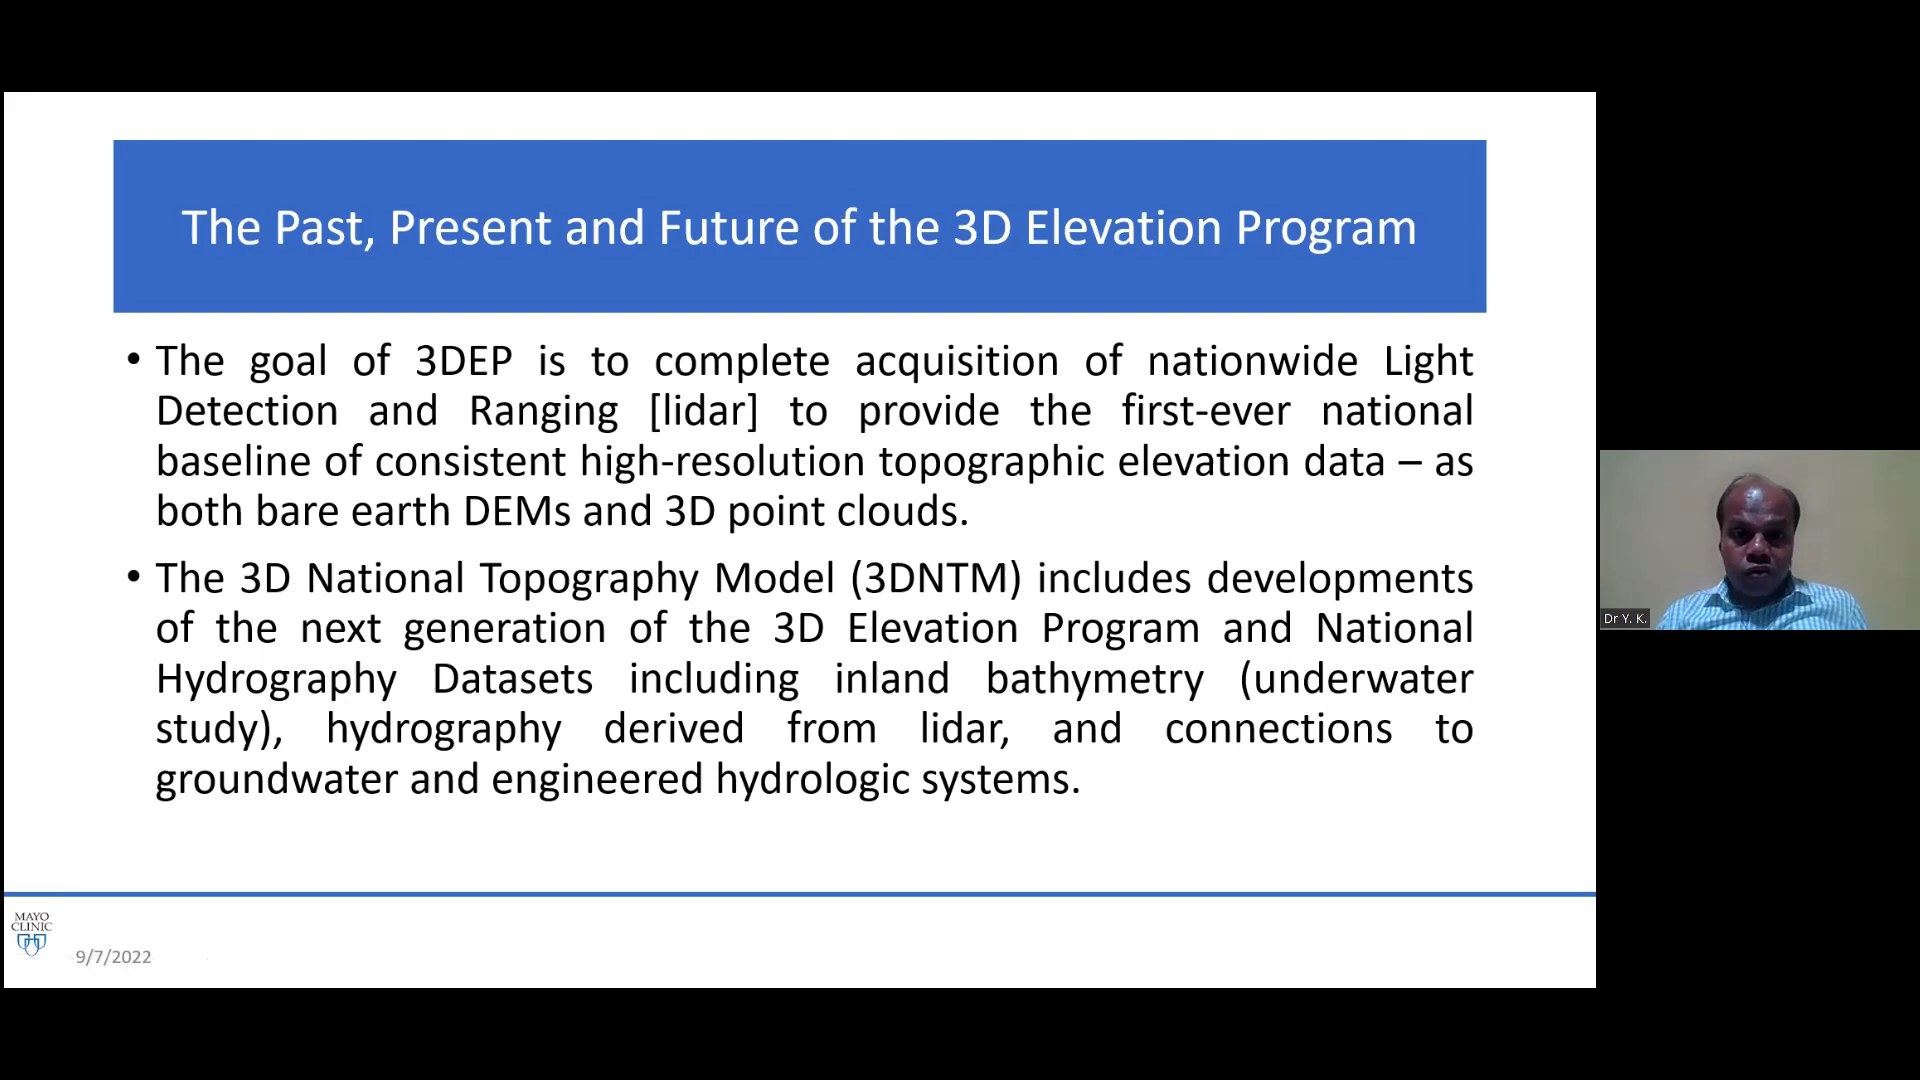 The Past, Present and Future of the 3D Elevation Program
• The goal of 3DEP is to complete acquisition of nationwide Light
Detection and Ranging [lidar] to provide the first-ever national
baseline of consistent high-resolution topographic elevation data – as
both bare earth DEMs and 3D point clouds.
• The 3D National Topography Model (3DNTM) includes developments
of the next generation of the 3D Elevation Program and National
Hydrography Datasets including inland bathymetry (underwater
study), hydrography derived from lidar, and connections to
groundwater and engineered hydrologic systems.
Dr Y. K.
MAYO
CLINIC
9/7/2022